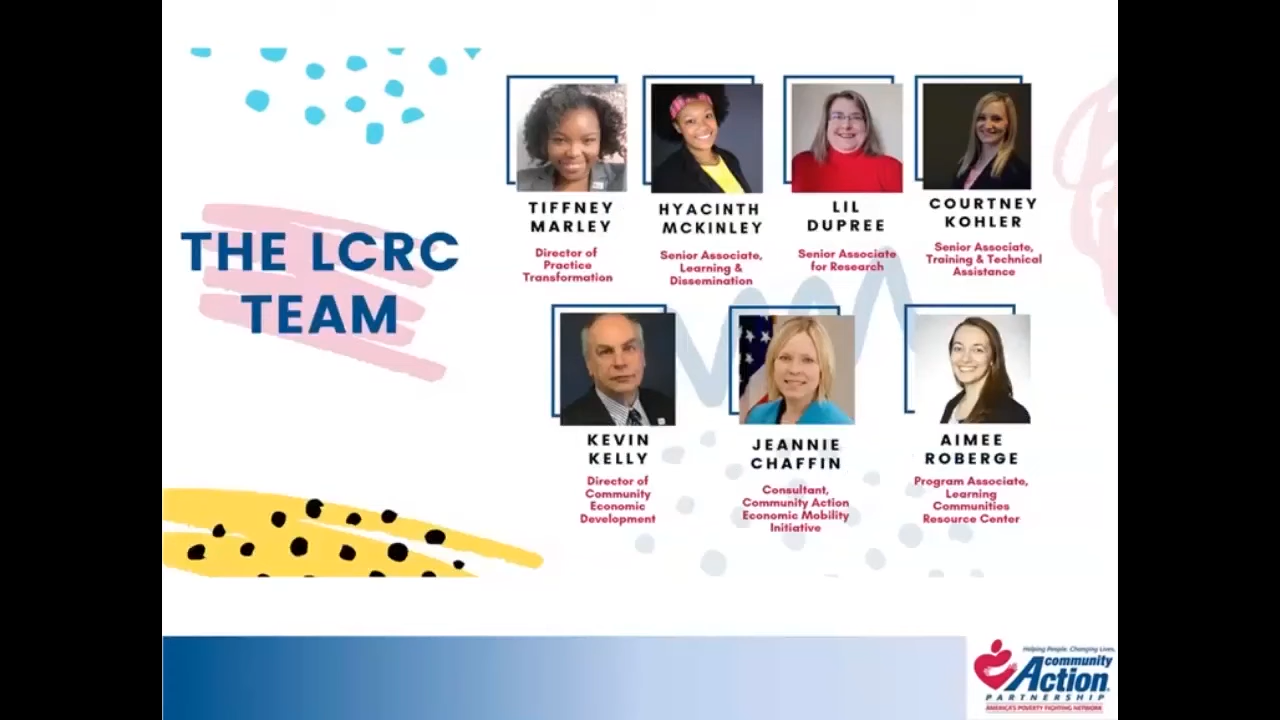 THE LCRC
TEAM
TIFFNEY
MARLEY
Director of
Practice
Transformation
HYACINTH
MCKINLEY
Senior Associate,
Learning &
Dissemination
LIL
DUPREE
Senior Associate
for Research
COURTNEY
KOHLER
Senior Associate,
Training & Technical
Assistance
KEVIN
KELLY
Director of
Community
Economic
Development
JEANNIE
CHAFFIN
Consultant,
Community Action
Economic Mobility
Initiative
AIMEE
ROBERGE
Program Associate,
Learning
Communities
Resource Center
Helping People. Changing Lives.
community
Action
PARTNERSHIP
AMERICA'S POVERTY FIGHTING NETWORK